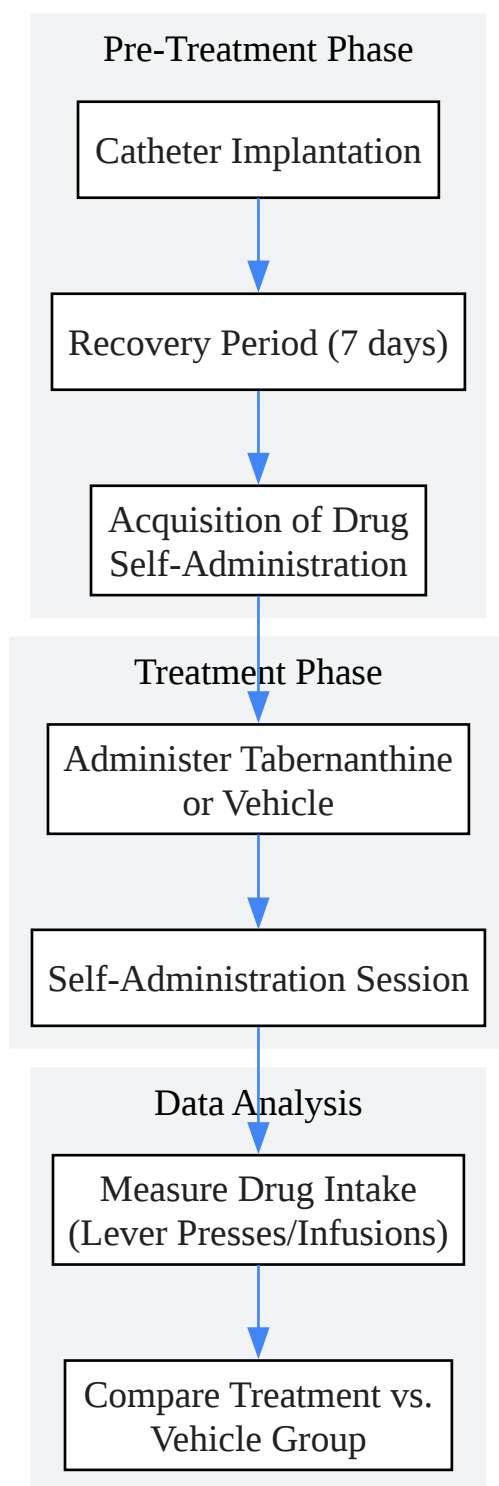 Pre-Treatment Phase
Catheter Implantation
Recovery Period (7 days)
Acquisition of Drug
Self-Administration
Treatment Phase
Administer Tabernanthine
or Vehicle
Self-Administration Session
Data Analysis
Measure Drug Intake
(Lever Presses/Infusions)
Compare Treatment vs.
Vehicle Group